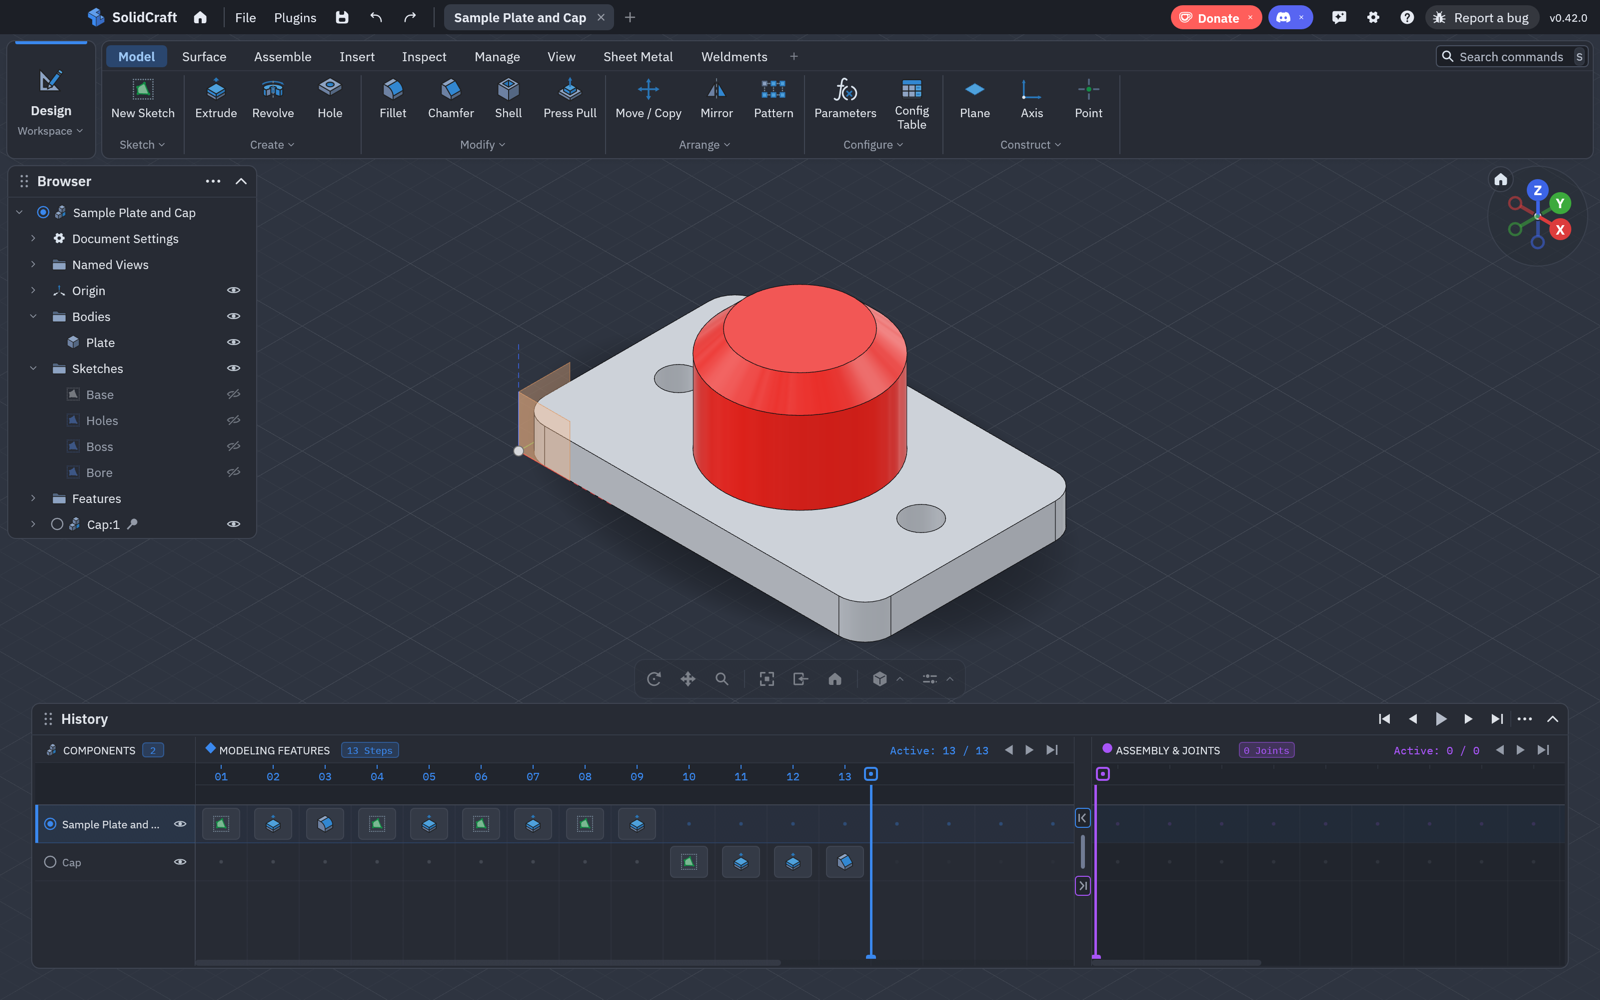 SolidCraft File Plugins Sample Plate and Cap Donate Report a bug v0.42.0
Model Surface Assemble Insert Inspect Manage View Sheet Metal Weldments Search commands S
Design
Workspace
New Sketch Extrude Revolve Hole Fillet Chamfer Shell Press Pull Move / Copy Mirror Pattern Parameters Config Table Plane Axis Point
Sketch Create Modify Arrange Configure Construct
Browser
Sample Plate and Cap
Document Settings
Named Views
Origin
Bodies
Plate
Sketches
Base
Holes
Boss
Bore
Features
Cap:1
Z
Y
X
History
COMPONENTS 2 MODELING FEATURES 13 Steps Active: 13 / 13 ASSEMBLY & JOINTS 0 Joints Active: 0 / 0
01 02 03 04 05 06 07 08 09 10 11 12 13
Sample Plate and ...
Cap